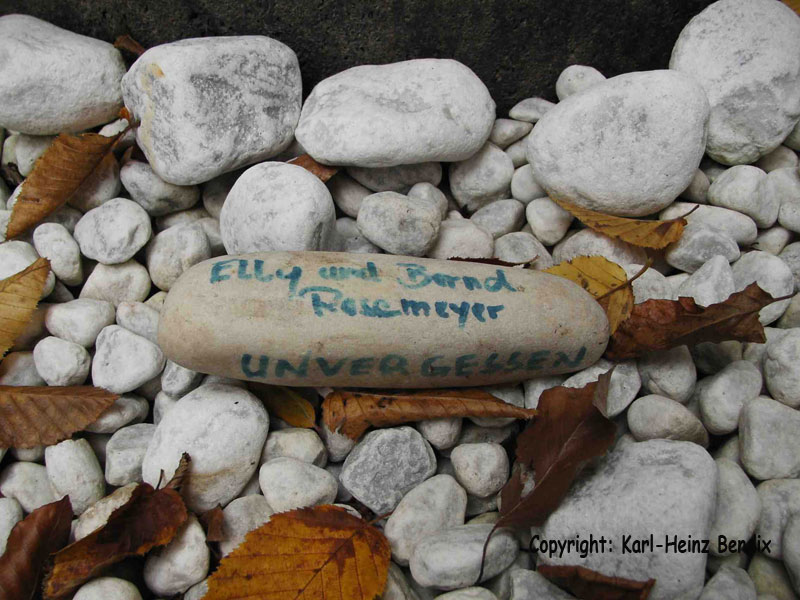 Elly und Bernd
Rosemeyer
UNVERGESSEN
Copyright: Karl-Heinz Bendix